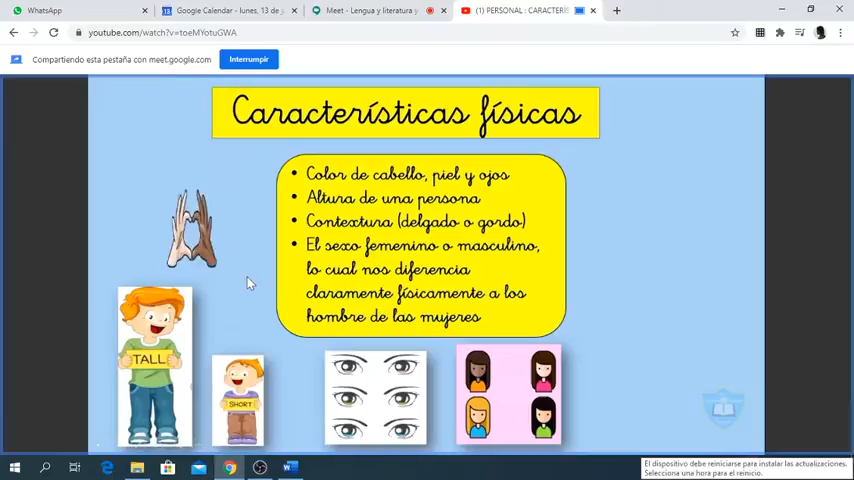 WhatsApp
Google Calendar - lunes, 13 de j
Meet - Lengua y literatura y
(1) PERSONAL : CARACTERÍS
youtube.com/watch?v=toeMYotuGWA
Compartiendo esta pestaña con meet.google.com
Interrumpir
Características físicas
• Color de cabello, piel y ojos
• Altura de una persona
• Contextura (delgado o gordo)
• El sexo femenino o masculino,
lo cual nos diferencia
claramente físicamente a los
hombre de las mujeres
TALL
SHORT
El dispositivo debe reiniciarse para instalar las actualizaciones.
Selecciona una hora para el reinicio.